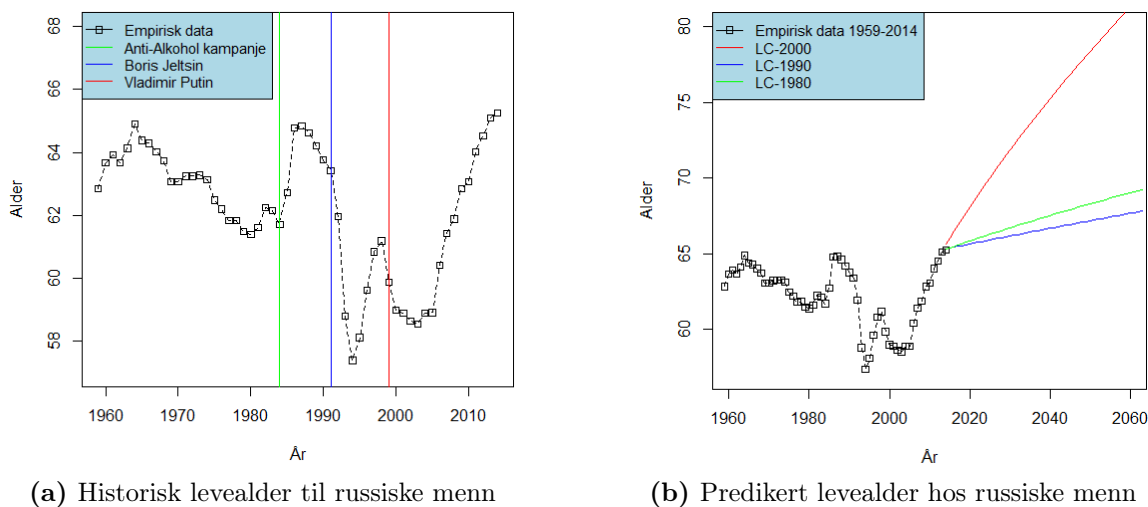 Empirisk data
Anti-Alkohol kampanje
Boris Jeltsin
Vladimir Putin
68
66
64
62
60
58
Alder
1960 1970 1980 1990 2000 2010
År
(a) Historisk levealder til russiske menn
Empirisk data 1959-2014
LC-2000
LC-1990
LC-1980
80
75
70
65
60
Alder
1960 1980 2000 2020 2040 2060
År
(b) Predikert levealder hos russiske menn